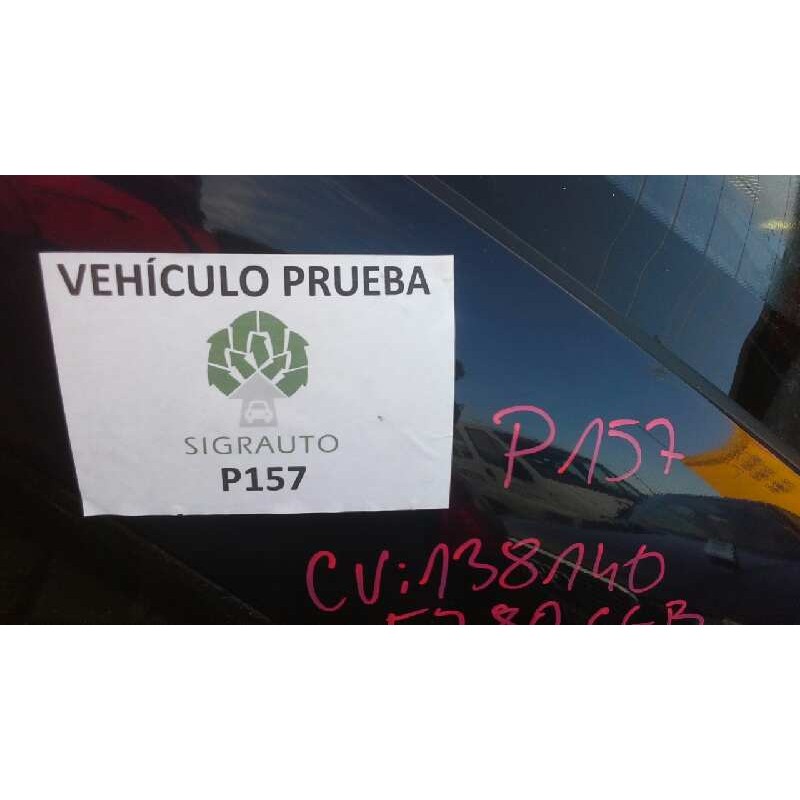 VEHÍCULO PRUEBA
SIGRAUTO
P157
P157
CV:138140